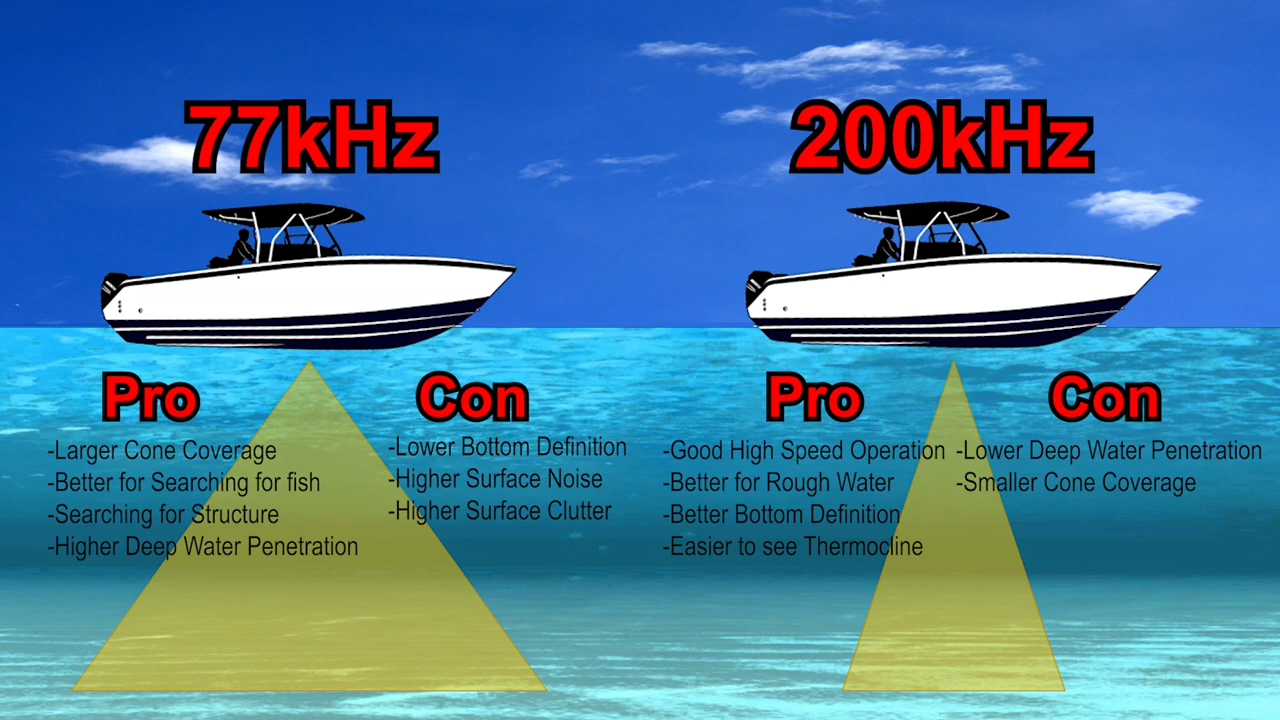 77kHz
200kHz
Pro
Con
-Larger Cone Coverage
-Better for Searching for fish
-Searching for Structure
-Higher Deep Water Penetration
-Lower Bottom Definition
-Higher Surface Noise
-Higher Surface Clutter
Pro
Con
-Good High Speed Operation
-Better for Rough Water
-Better Bottom Definition
-Easier to see Thermocline
-Lower Deep Water Penetration
-Smaller Cone Coverage